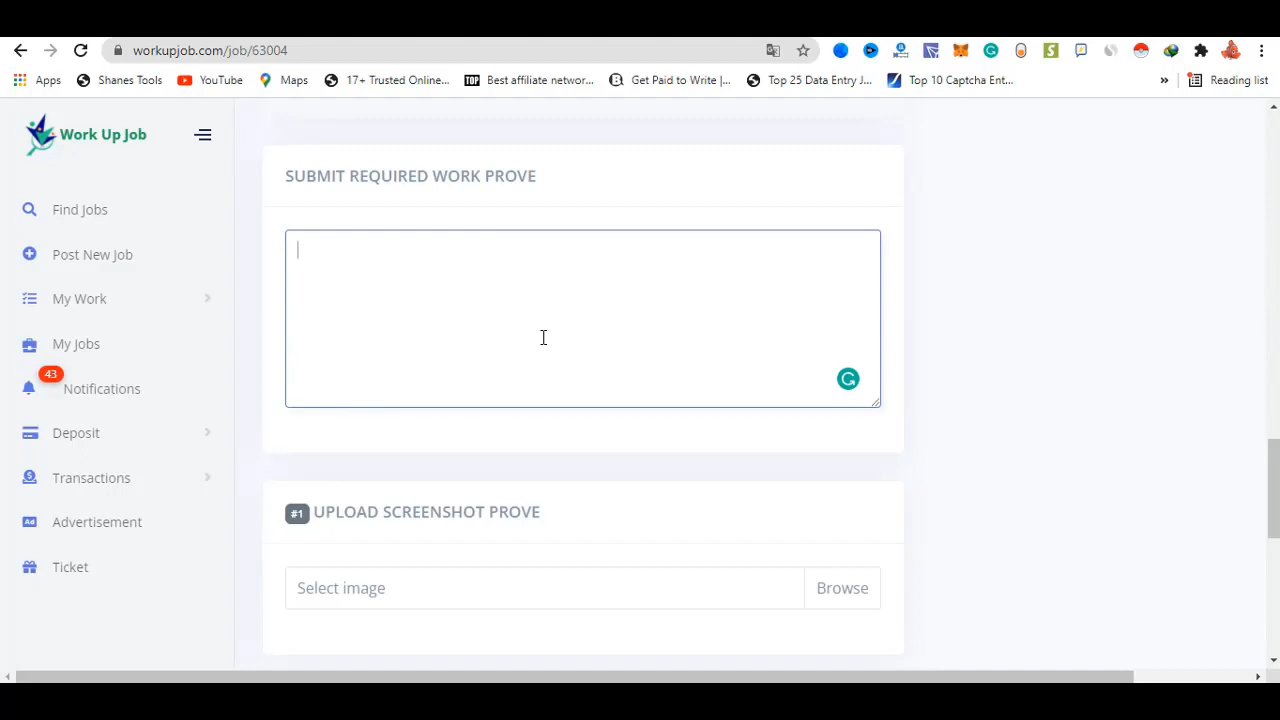 workupjob.com/job/63004
Apps Shanes Tools YouTube Maps 17+ Trusted Onlin... Best affiliate networ... Get Paid to Write |... Top 25 Data Entry J... Top 10 Captcha Ent... » Reading list
Work Up Job
Find Jobs
Post New Job
My Work
My Jobs
43
Notifications
Deposit
Transactions
Ad Advertisement
Ticket
SUBMIT REQUIRED WORK PROVE
#1 UPLOAD SCREENSHOT PROVE
Select image Browse